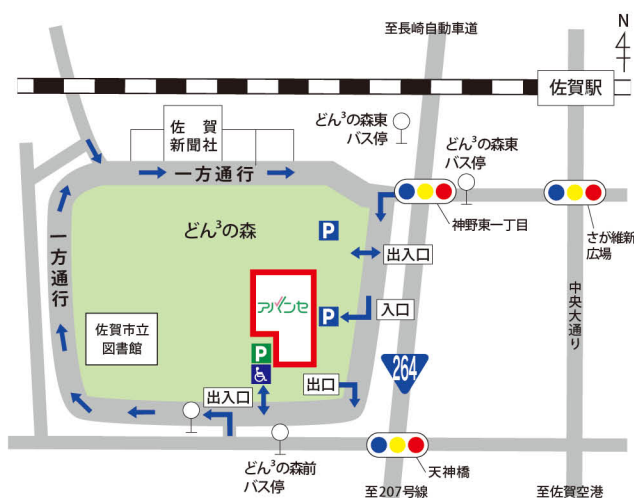 至長崎自動車道
N
佐賀駅
佐賀
新聞社
どん³の森東
バス停
どん³の森東
バス停
一方通行
神野東一丁目
さが維新
広場
どん³の森
P
出入口
一方通行
アバンセ
P
入口
中央大通り
佐賀市立
図書館
P
264
出口
出入口
どん³の森前
バス停
天神橋
至207号線
至佐賀空港